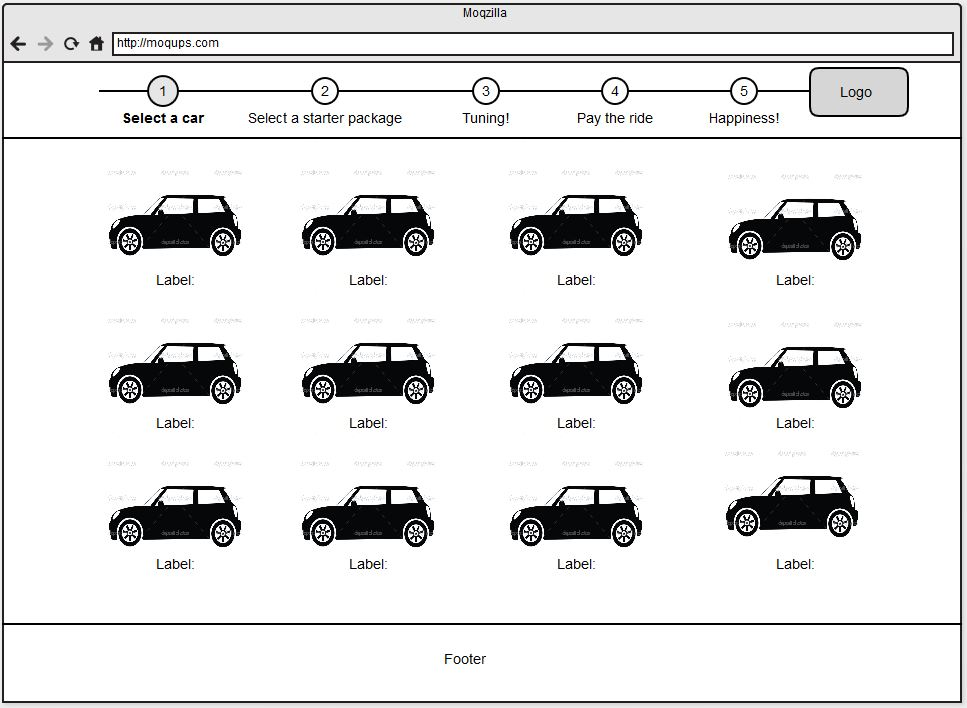 Moqzilla
http://moqups.com
1 2 3 4 5 Logo
Select a car Select a starter package Tuning! Pay the ride Happiness!
Label: Label: Label: Label:
Label: Label: Label: Label:
Label: Label: Label: Label:
Footer